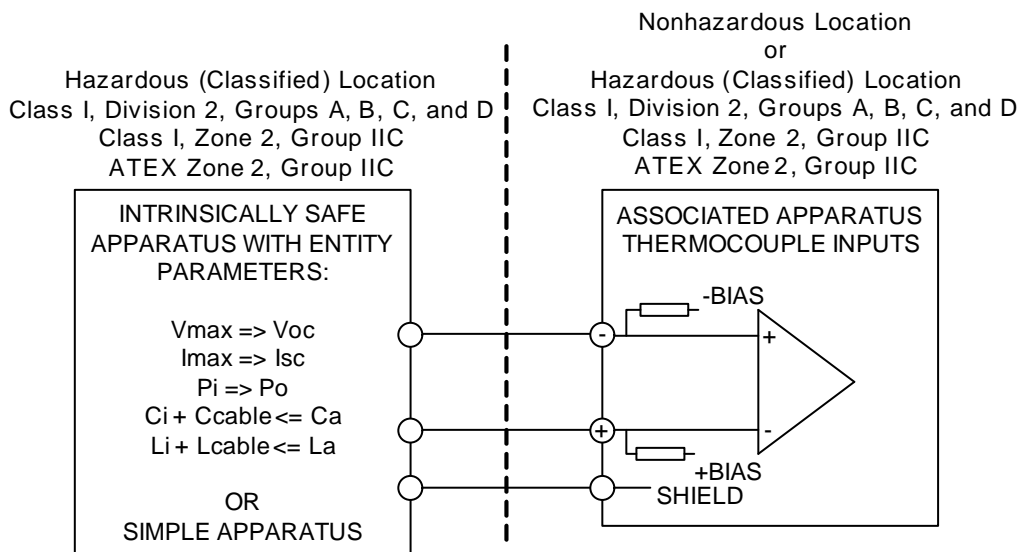 Nonhazardous Location
or
Hazardous (Classified) Location
Class I, Division 2, Groups A, B, C, and D
Class I, Zone 2, Group IIC
ATEX Zone 2, Group IIC
Hazardous (Classified) Location
Class I, Division 2, Groups A, B, C, and D
Class I, Zone 2, Group IIC
ATEX Zone 2, Group IIC
INTRINSICALLY SAFE
APPARATUS WITH ENTITY
PARAMETERS:
Vmax => Voc
Imax => Isc
Pi => Po
Ci + Ccable <= Ca
Li + Lcable <= La
OR
SIMPLE APPARATUS
ASSOCIATED APPARATUS
THERMOCOUPLE INPUTS
-BIAS
- +
+ -
+BIAS
SHIELD